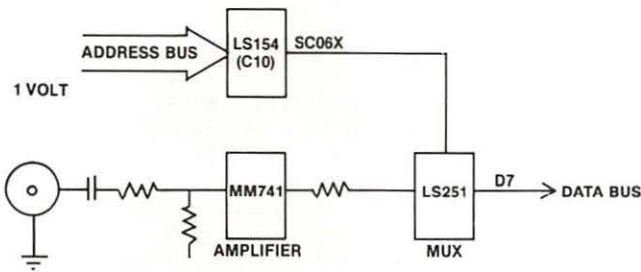 ADDRESS BUS
LS154
(C10)
SC06X
1 VOLT
MM741
AMPLIFIER
LS251
MUX
D7
DATA BUS